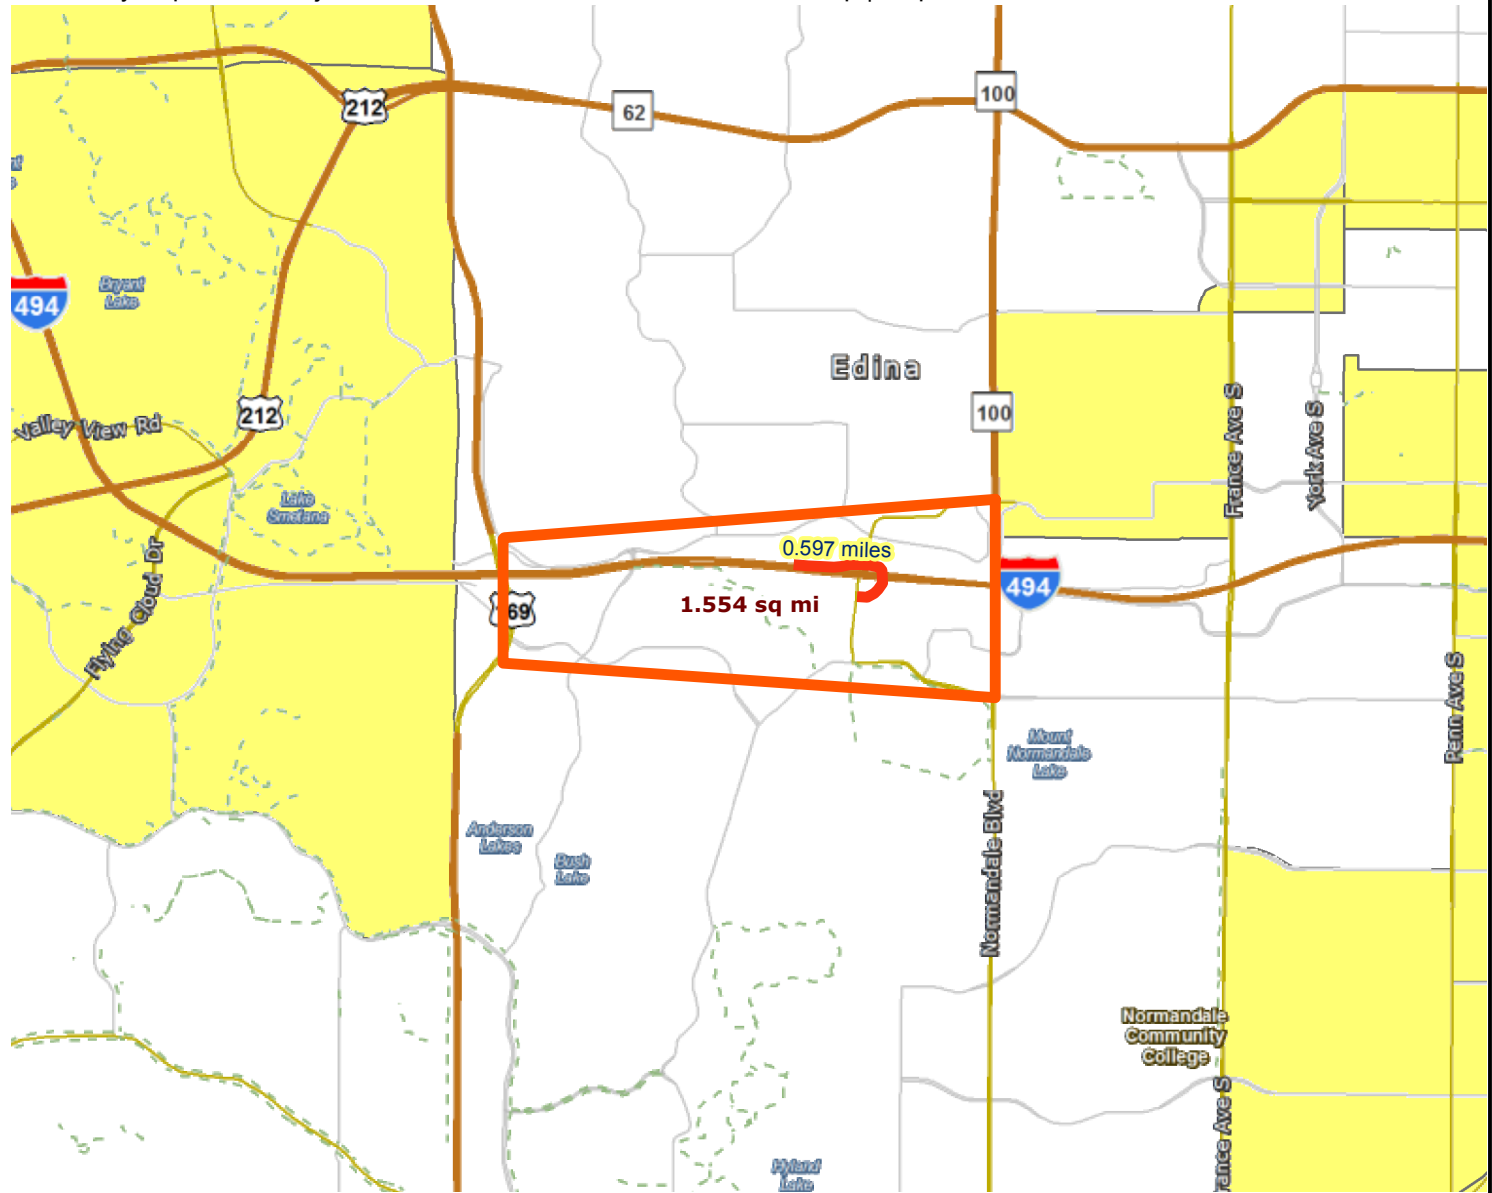 212
62
100
494
Bryant
Lake
Edina
Valley View Rd
212
100
France Ave S
York Ave S
Lake
Smetana
0.597 miles
1.554 sq mi
494
169
Flying Cloud Dr
Penn Ave S
Mount
Normandale
Lake
Anderson
Lakes
Bush
Lake
Normandale Blvd
Normandale
Community
College
rance Ave S
Hyland
Lake